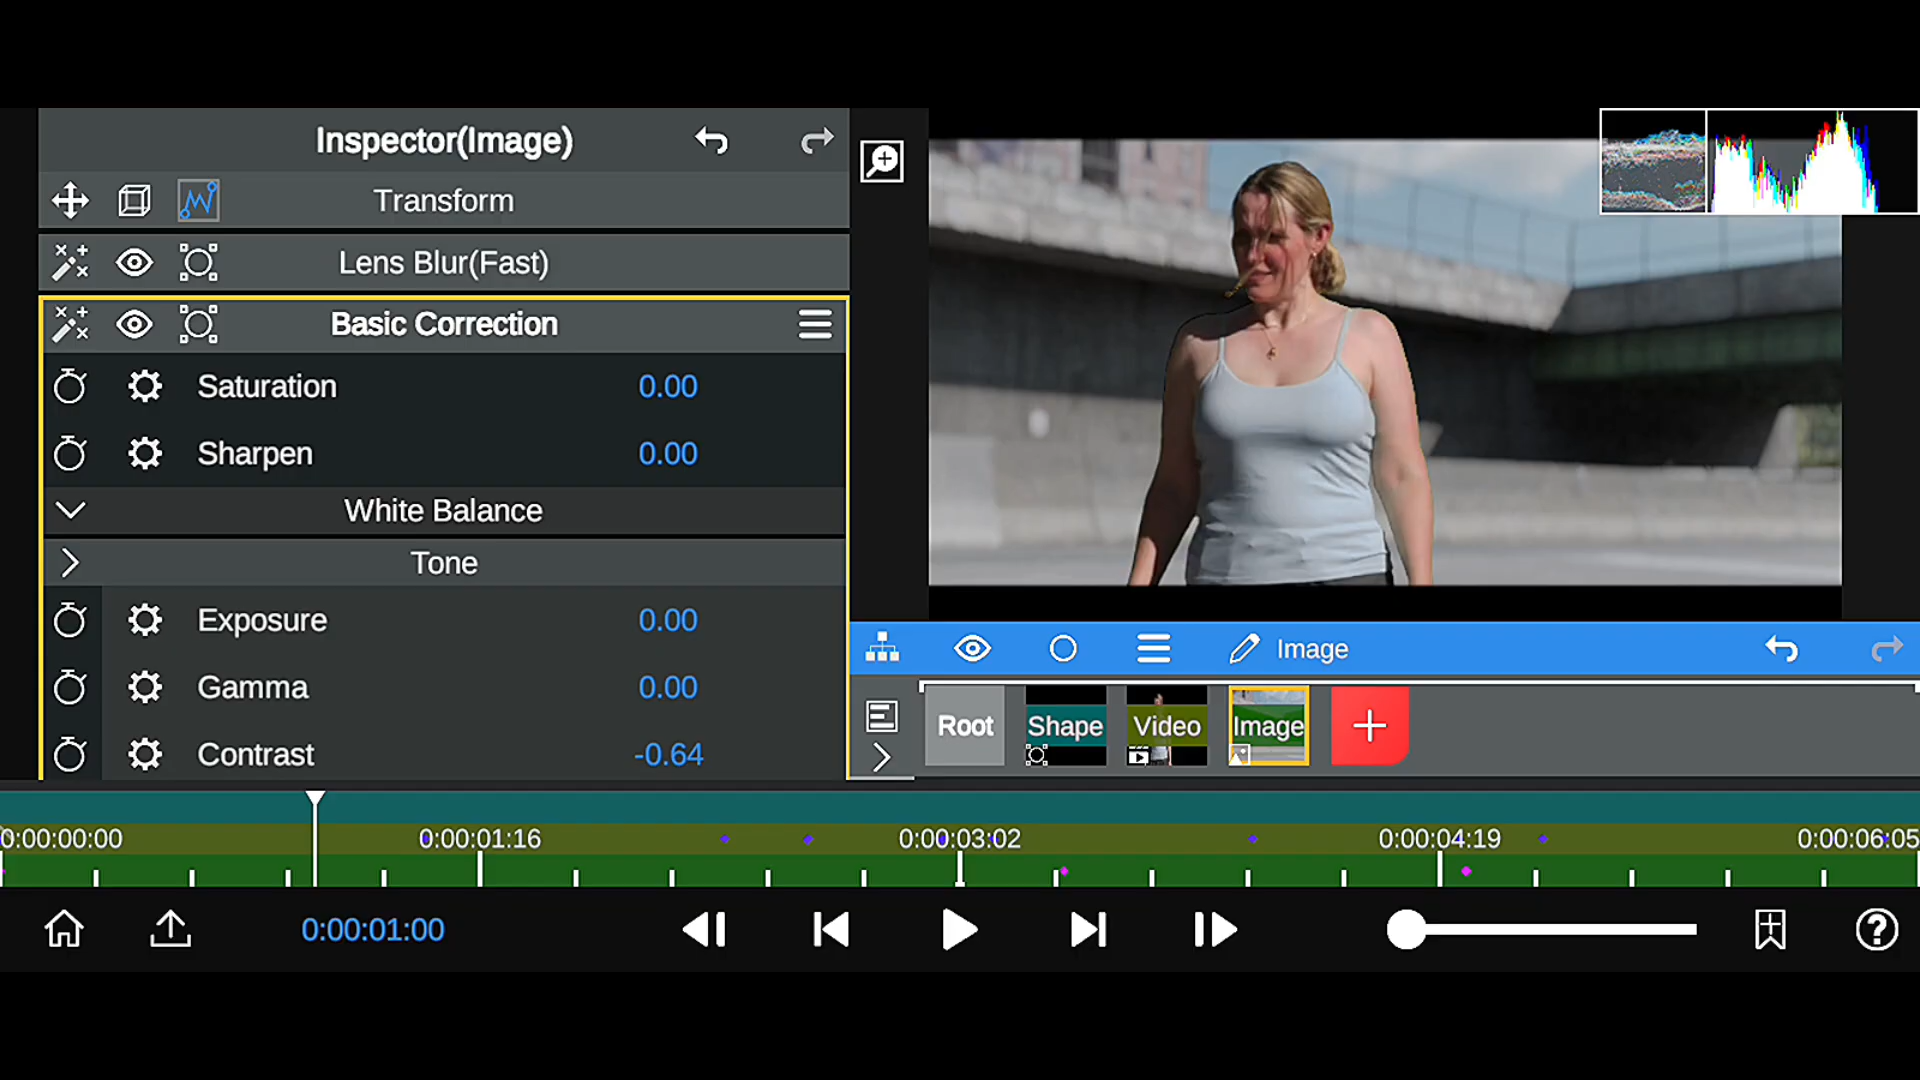 Inspector(Image)
Transform
Lens Blur(Fast)
Basic Correction
Saturation 0.00
Sharpen 0.00
White Balance
Tone
Exposure 0.00
Gamma 0.00
Contrast -0.64
Image
Root Shape Video Image
0:00:00:00 0:00:01:16 0:00:03:02 0:00:04:19 0:00:06:05
0:00:01:00